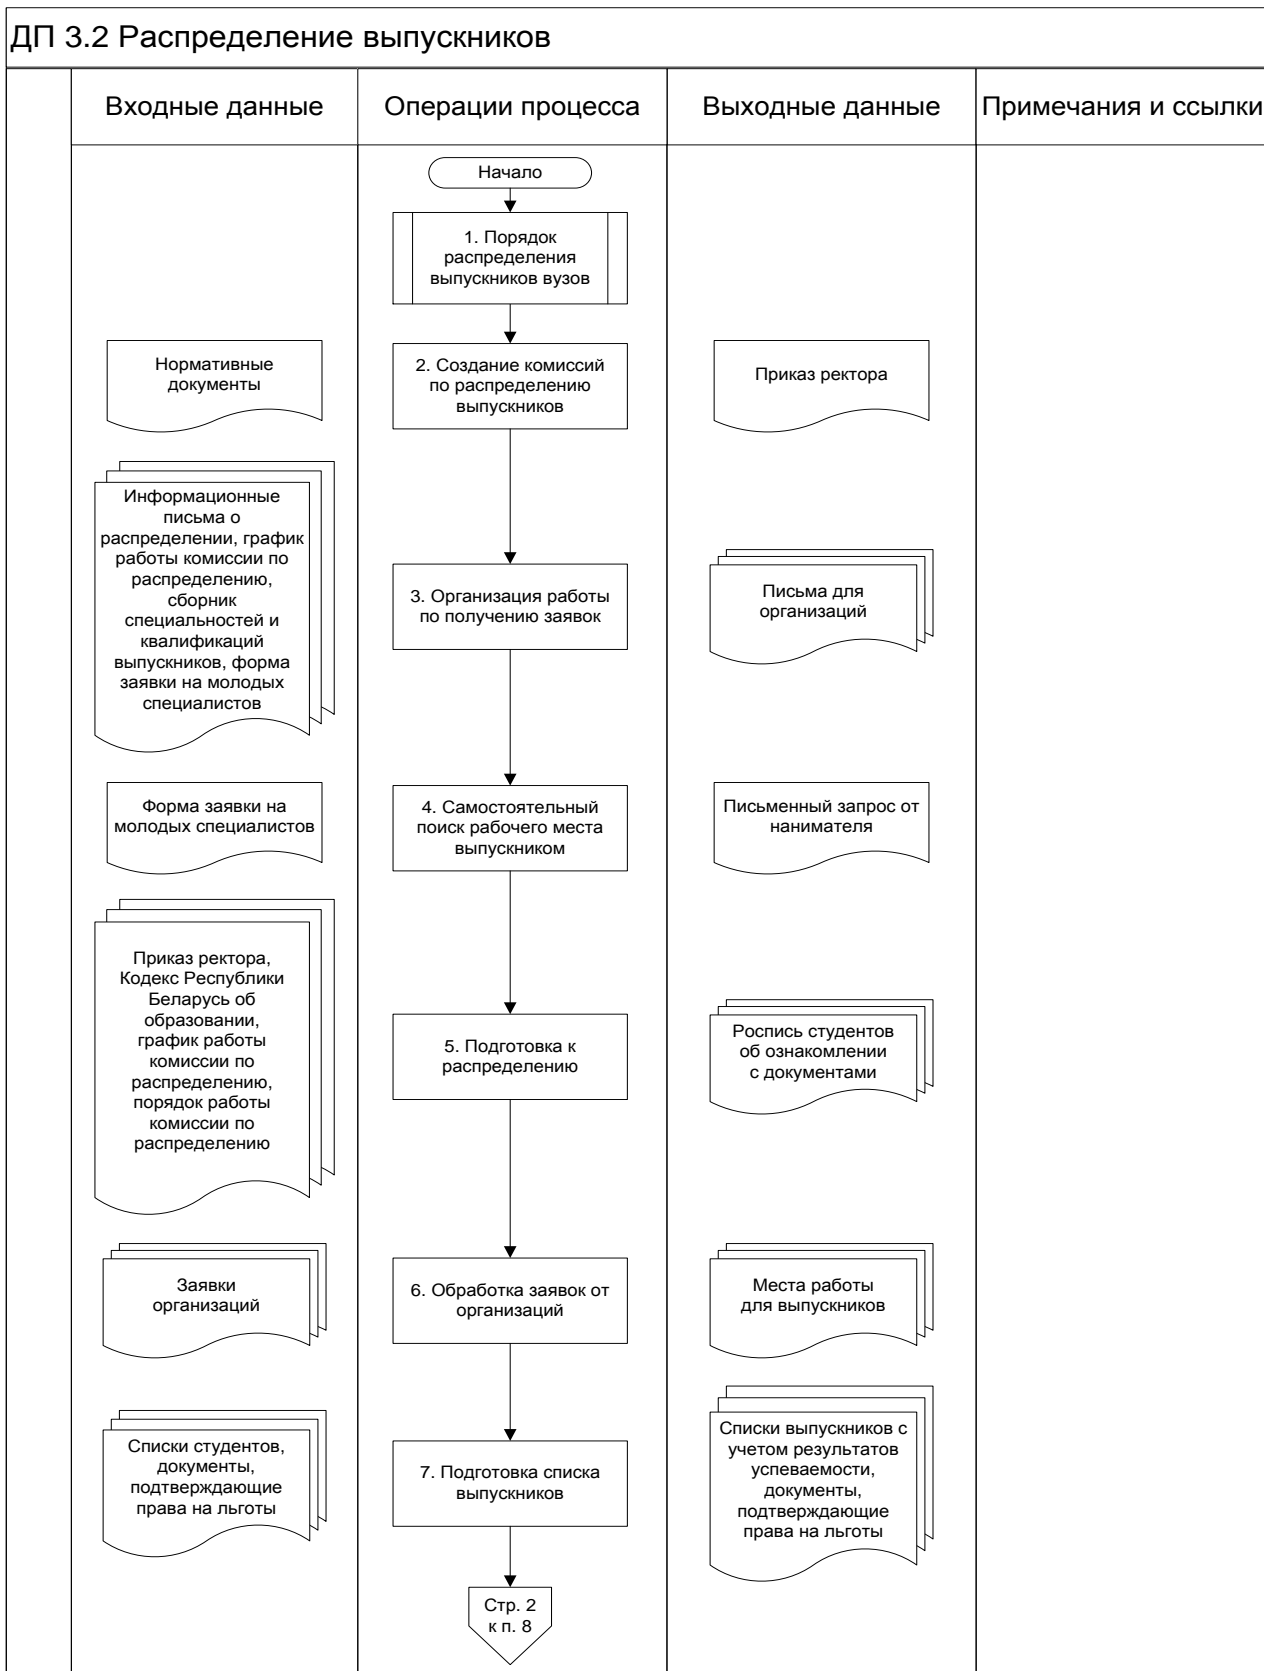 ДП 3.2 Распределение выпускников
Входные данные
Операции процесса
Выходные данные
Примечания и ссылки
Начало
1. Порядок
распределения
выпускников вузов
Нормативные
документы
2. Создание комиссий
по распределению
выпускников
Приказ ректора
Информационные
письма о
распределении, график
работы комиссии по
распределению,
сборник
специальностей и
квалификаций
выпускников, форма
заявки на молодых
специалистов
3. Организация работы
по получению заявок
Письма для
организаций
Форма заявки на
молодых специалистов
4. Самостоятельный
поиск рабочего места
выпускником
Письменный запрос от
нанимателя
Приказ ректора,
Кодекс Республики
Беларусь об
образовании,
график работы
комиссии по
распределению,
порядок работы
комиссии по
распределению
5. Подготовка к
распределению
Роспись студентов
об ознакомлении
с документами
Заявки
организаций
6. Обработка заявок от
организаций
Места работы
для выпускников
Списки студентов,
документы,
подтверждающие
права на льготы
7. Подготовка списка
выпускников
Списки выпускников с
учетом результатов
успеваемости,
документы,
подтверждающие
права на льготы
Стр. 2
к п. 8